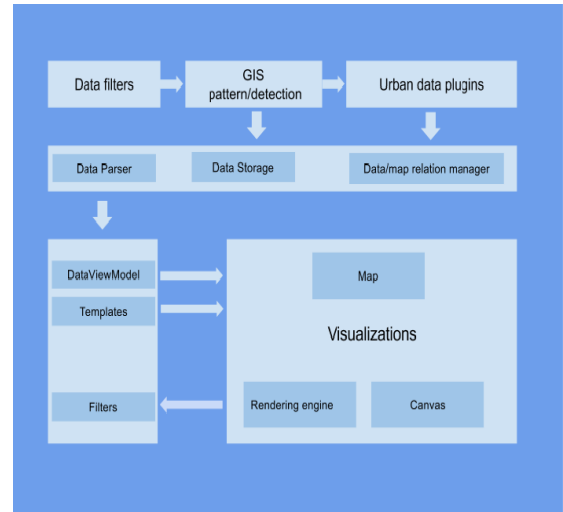 Data filters
GIS
pattern/detection
Urban data plugins
Data Parser
Data Storage
Data/map relation manager
DataViewModel
Templates
Filters
Map
Visualizations
Rendering engine
Canvas